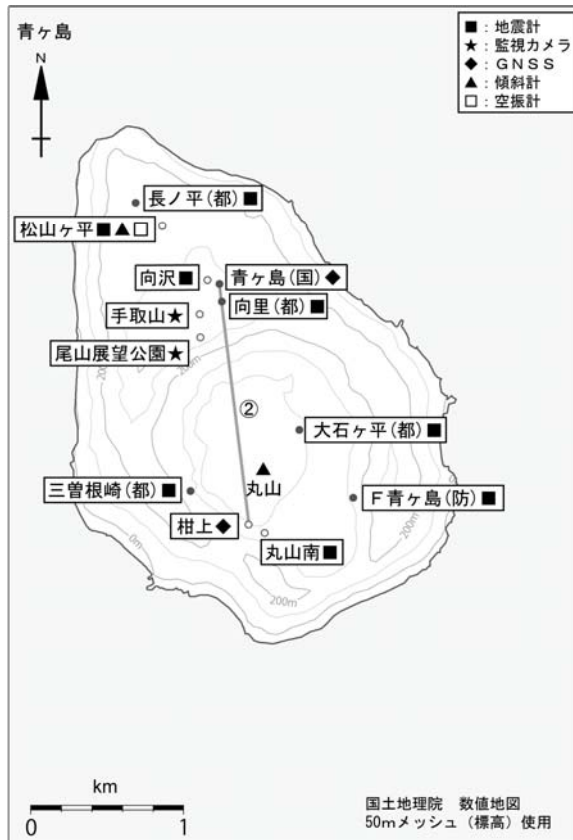 青ヶ島
N
■：地震計
★：監視カメラ
◆：ＧＮＳＳ
▲：傾斜計
□：空振計
長ノ平(都)■
松山ヶ平■▲□
向沢■
青ヶ島(国)◆
向里(都)■
手取山★
尾山展望公園★
200m
200m
②
大石ヶ平(都)■
丸山
三曽根崎(都)■
Ｆ青ヶ島(防)■
柑上◆
丸山南■
0m
200m
200m
km
0 1
国土地理院　数値地図
50mメッシュ（標高）使用